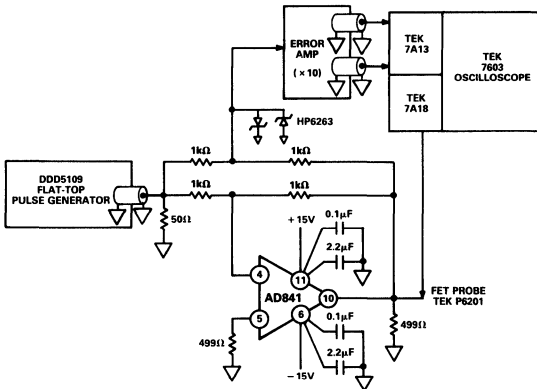 ERROR
AMP
(×10)
TEK
7A13
TEK
7603
OSCILLOSCOPE
TEK
7A18
HP6263
1kΩ
1kΩ
DDD5109
FLAT-TOP
PULSE GENERATOR
1kΩ
1kΩ
50Ω
+15V
0.1µF
2.2µF
4
11
AD841
10
5
6
FET PROBE
TEK P6201
0.1µF
499Ω
499Ω
2.2µF
−15V